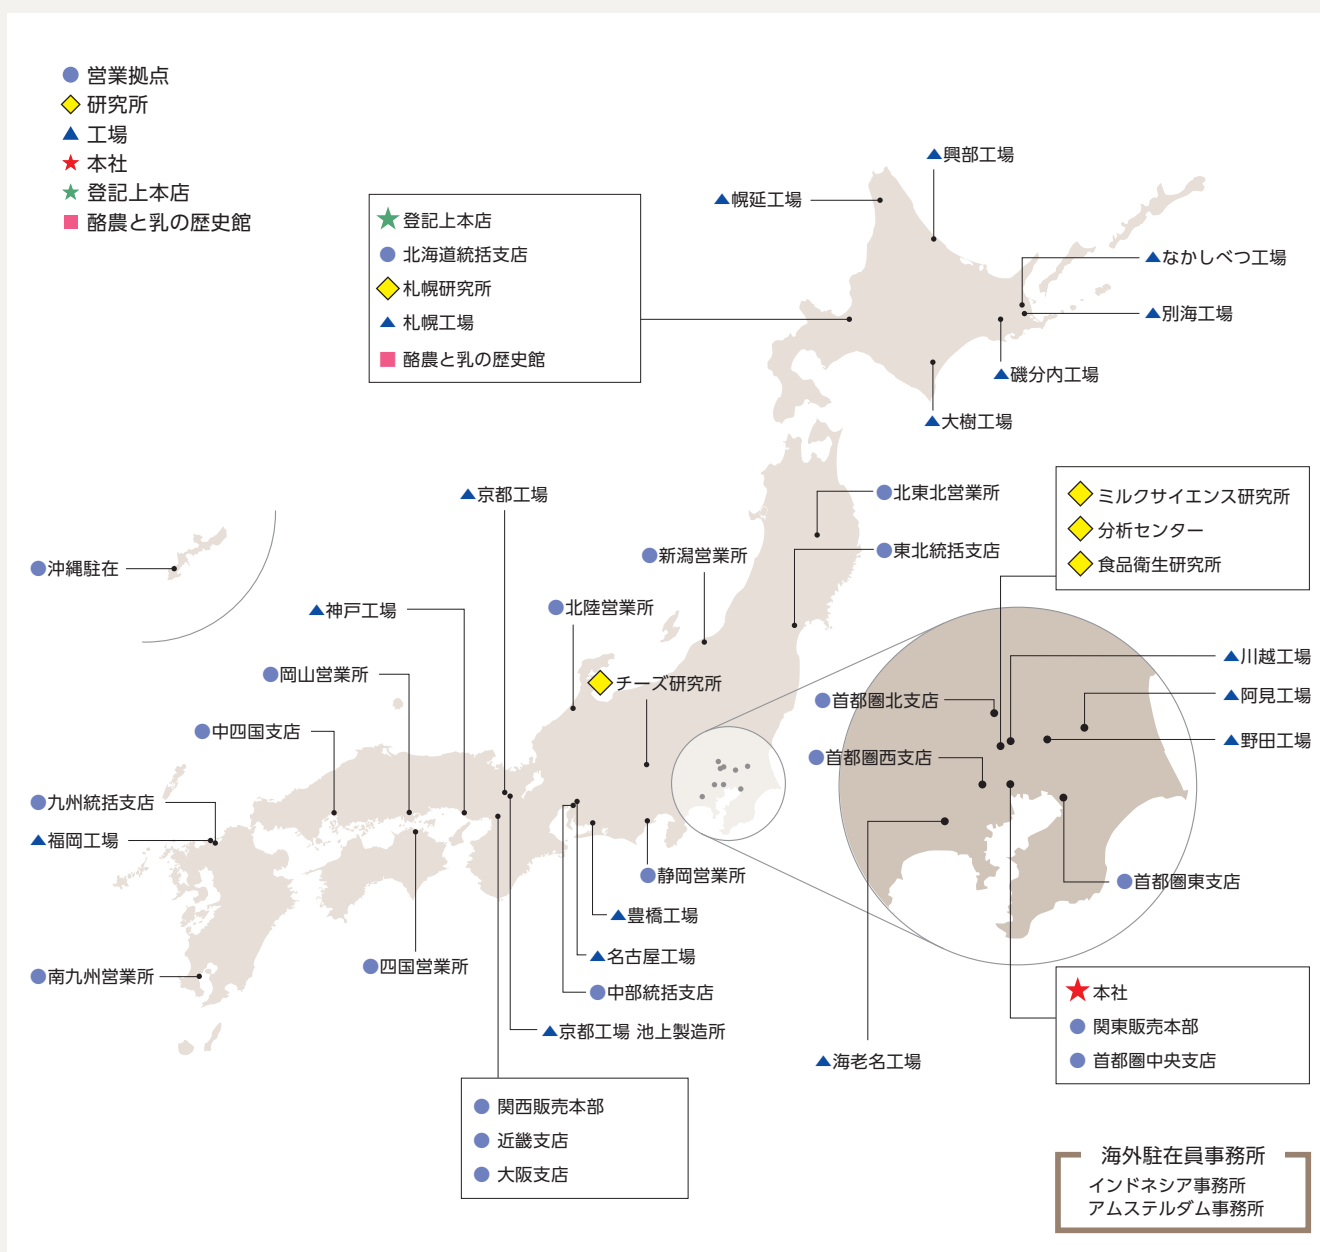 営業拠点
研究所
工場
本社
登記上本店
酪農と乳の歴史館
登記上本店
北海道統括支店
札幌研究所
札幌工場
酪農と乳の歴史館
興部工場
幌延工場
なかしべつ工場
別海工場
磯分内工場
大樹工場
北東北営業所
東北統括支店
新潟営業所
北陸営業所
チーズ研究所
京都工場
沖縄駐在
神戸工場
岡山営業所
中四国支店
九州統括支店
福岡工場
南九州営業所
四国営業所
静岡営業所
豊橋工場
名古屋工場
中部統括支店
京都工場 池上製造所
関西販売本部
近畿支店
大阪支店
ミルクサイエンス研究所
分析センター
食品衛生研究所
川越工場
阿見工場
野田工場
首都圏北支店
首都圏西支店
首都圏東支店
海老名工場
本社
関東販売本部
首都圏中央支店
海外駐在員事務所
インドネシア事務所
アムステルダム事務所